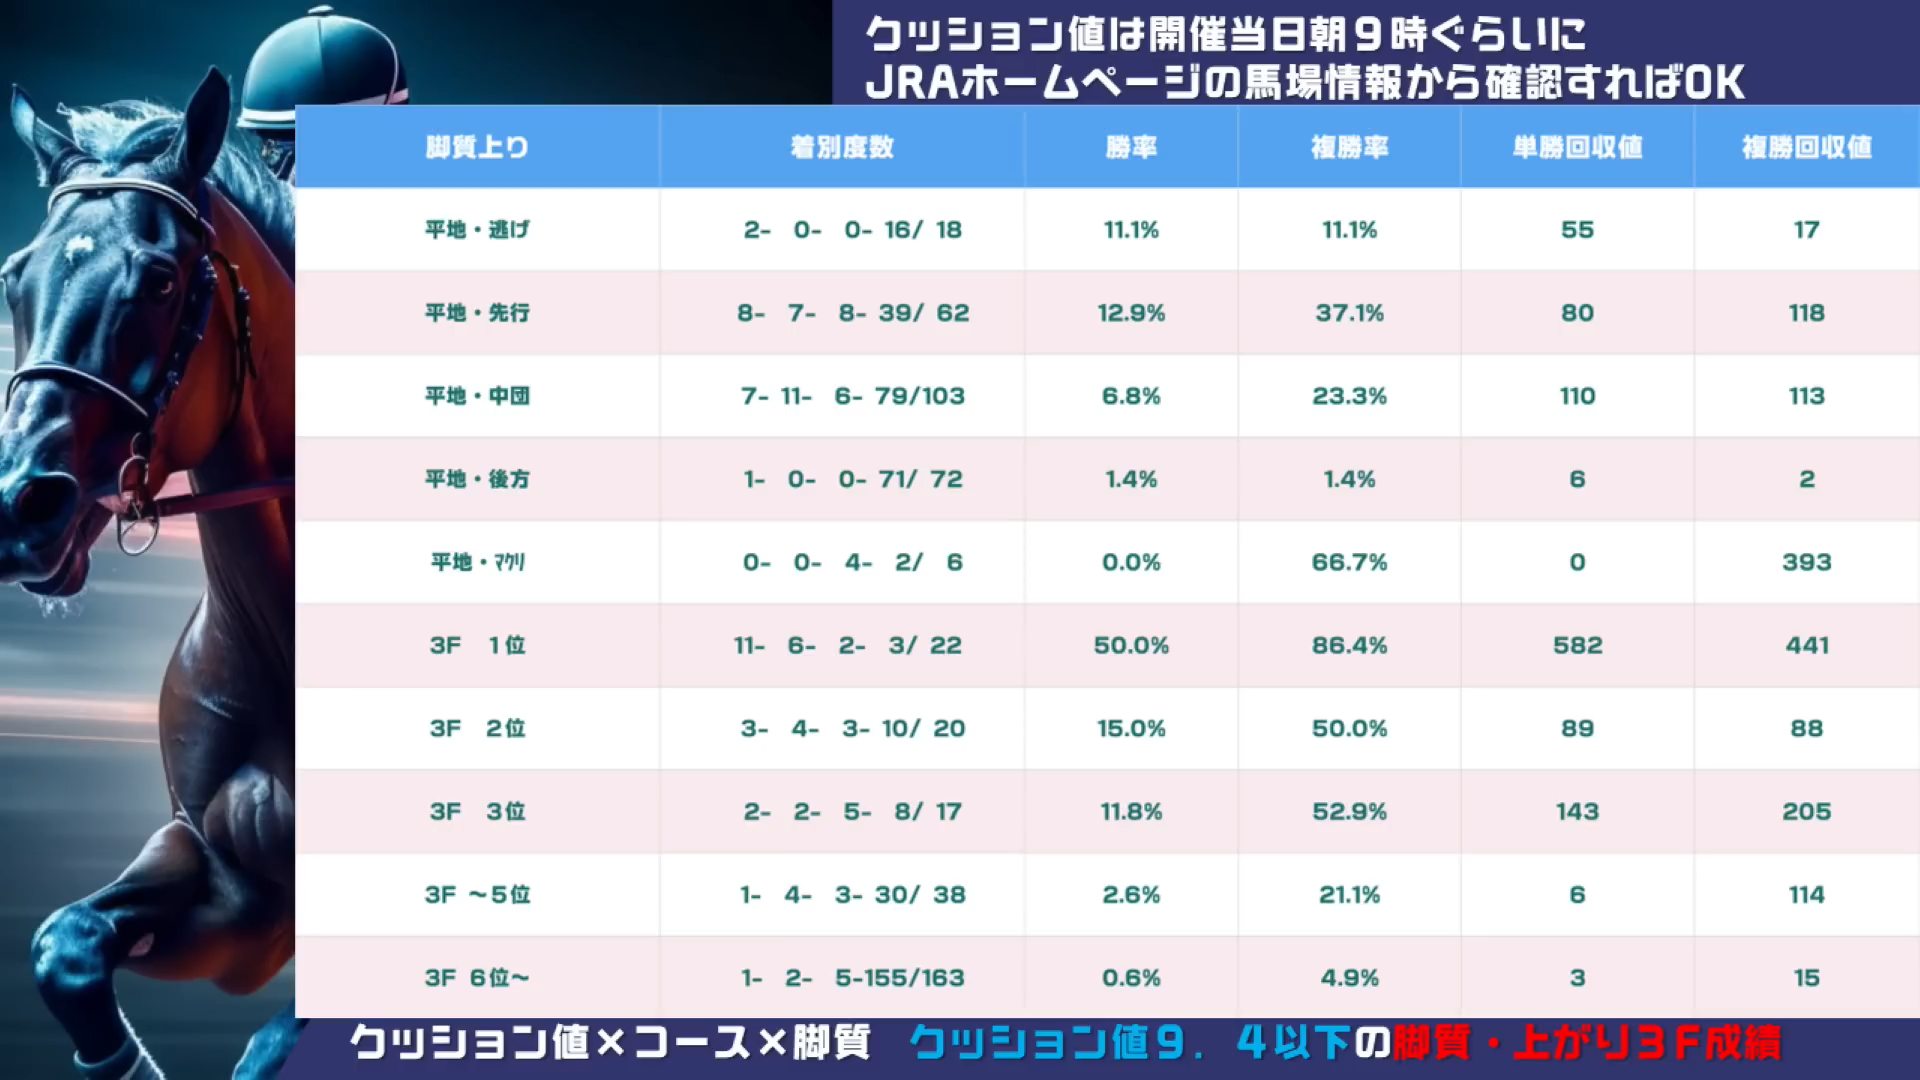 クッション値は開催当日朝９時ぐらいに
JRAホームページの馬場情報から確認すればOK
脚質上り 着別度数 勝率 複勝率 単勝回収値 複勝回収値
平地・逃げ 2- 0- 0- 16/ 18 11.1% 11.1% 55 17
平地・先行 8- 7- 8- 39/ 62 12.9% 37.1% 80 118
平地・中団 7- 11- 6- 79/103 6.8% 23.3% 110 113
平地・後方 1- 0- 0- 71/ 72 1.4% 1.4% 6 2
平地・ﾏｸﾘ 0- 0- 4- 2/ 6 0.0% 66.7% 0 393
3F １位 11- 6- 2- 3/ 22 50.0% 86.4% 582 441
3F ２位 3- 4- 3- 10/ 20 15.0% 50.0% 89 88
3F ３位 2- 2- 5- 8/ 17 11.8% 52.9% 143 205
3F ～５位 1- 4- 3- 30/ 38 2.6% 21.1% 6 114
3F ６位～ 1- 2- 5-155/163 0.6% 4.9% 3 15
クッション値×コース×脚質 クッション値９．４以下の脚質・上がり３Ｆ成績